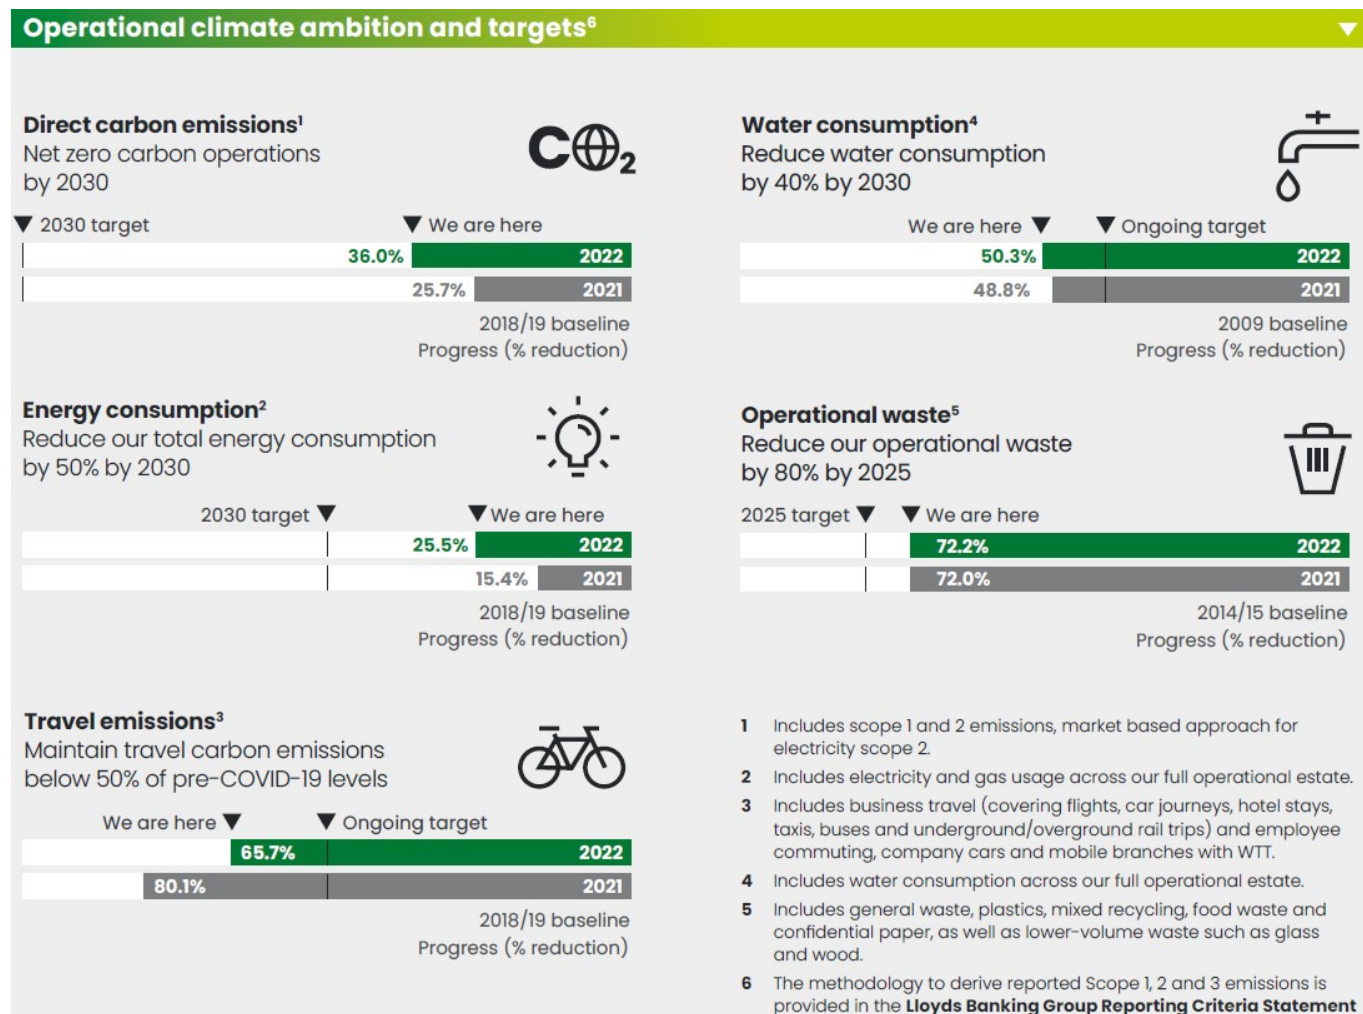 Operational climate ambition and targets⁶
Direct carbon emissions¹
Net zero carbon operations
by 2030
CO₂
2030 target
We are here
36.0%
2022
25.7%
2021
2018/19 baseline
Progress (% reduction)
Energy consumption²
Reduce our total energy consumption
by 50% by 2030
2030 target
We are here
25.5%
2022
15.4%
2021
2018/19 baseline
Progress (% reduction)
Travel emissions³
Maintain travel carbon emissions
below 50% of pre-COVID-19 levels
We are here
Ongoing target
65.7%
2022
80.1%
2021
2018/19 baseline
Progress (% reduction)
Water consumption⁴
Reduce water consumption
by 40% by 2030
We are here
Ongoing target
50.3%
2022
48.8%
2021
2009 baseline
Progress (% reduction)
Operational waste⁵
Reduce our operational waste
by 80% by 2025
2025 target
We are here
72.2%
2022
72.0%
2021
2014/15 baseline
Progress (% reduction)
1 Includes scope 1 and 2 emissions, market based approach for
electricity scope 2.
2 Includes electricity and gas usage across our full operational estate.
3 Includes business travel (covering flights, car journeys, hotel stays,
taxis, buses and underground/overground rail trips) and employee
commuting, company cars and mobile branches with WTT.
4 Includes water consumption across our full operational estate.
5 Includes general waste, plastics, mixed recycling, food waste and
confidential paper, as well as lower-volume waste such as glass
and wood.
6 The methodology to derive reported Scope 1, 2 and 3 emissions is
provided in the Lloyds Banking Group Reporting Criteria Statement